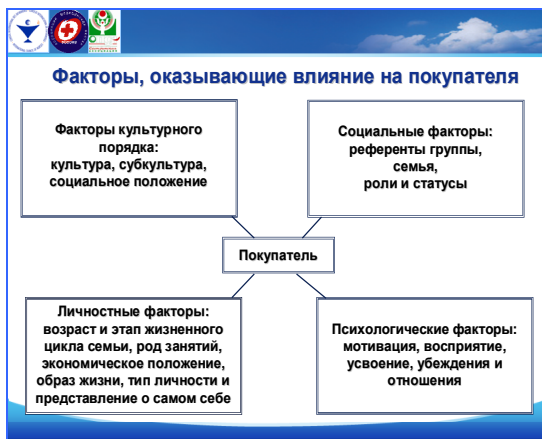 Факторы, оказывающие влияние на покупателя
Факторы культурного
порядка:
культура, субкультура,
социальное положение
Социальные факторы:
референты группы,
семья,
роли и статусы
Покупатель
Личностные факторы:
возраст и этап жизненного
цикла семьи, род занятий,
экономическое положение,
образ жизни, тип личности и
представление о самом себе
Психологические факторы:
мотивация, восприятие,
усвоение, убеждения и
отношения